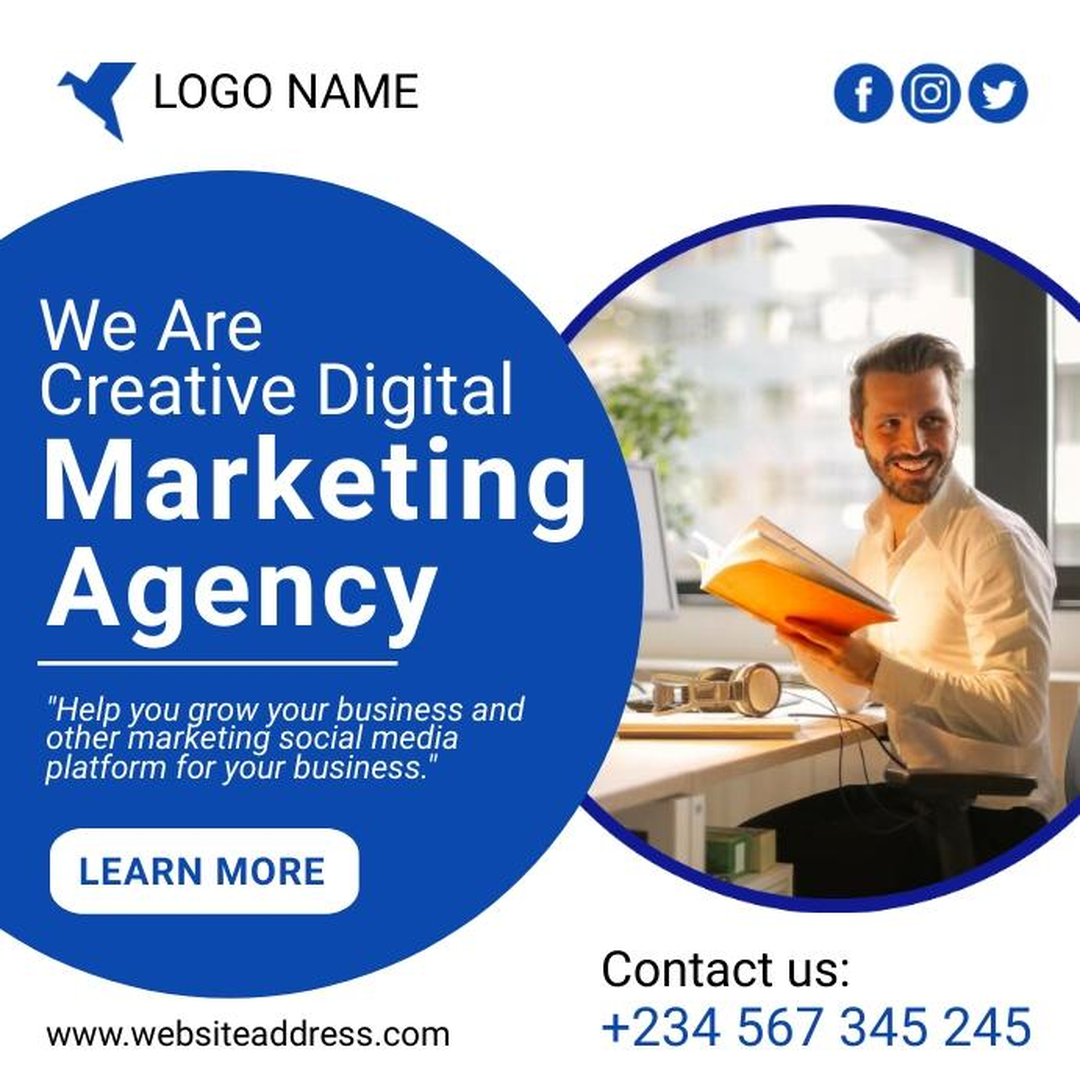 LOGO NAME
We Are
Creative Digital
Marketing
Agency
"Help you grow your business and
other marketing social media
platform for your business."
LEARN MORE
www.websiteaddress.com
Contact us:
+234 567 345 245